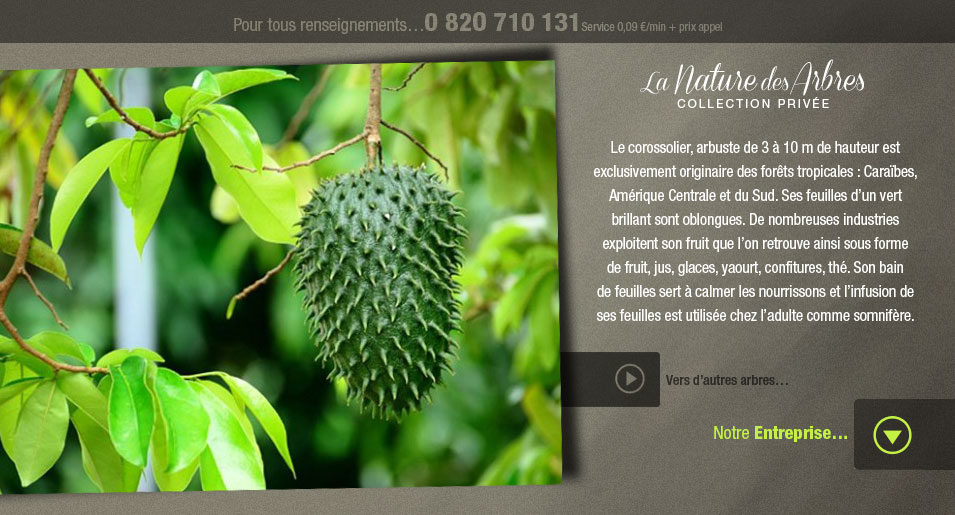 Pour tous renseignements...0 820 710 131 Service 0,09 €/min + prix appel
La Nature des Arbres
COLLECTION PRIVÉE
Le corossolier, arbuste de 3 à 10 m de hauteur est
exclusivement originaire des forêts tropicales : Caraïbes,
Amérique Centrale et du Sud. Ses feuilles d’un vert
brillant sont oblongues. De nombreuses industries
exploitent son fruit que l’on retrouve ainsi sous forme
de fruit, jus, glaces, yaourt, confitures, thé. Son bain
de feuilles sert à calmer les nourrissons et l’infusion de
ses feuilles est utilisée chez l’adulte comme somnifère.
Vers d’autres arbres...
Notre Entreprise...